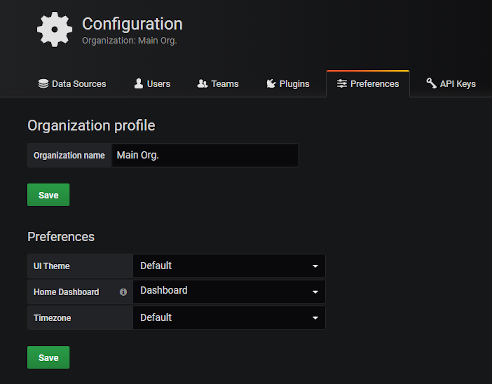 Configuration
Organization: Main Org.
Data Sources Users Teams Plugins Preferences API Keys
Organization profile
Organization name Main Org.
Save
Preferences
UI Theme Default
Home Dashboard Dashboard
Timezone Default
Save